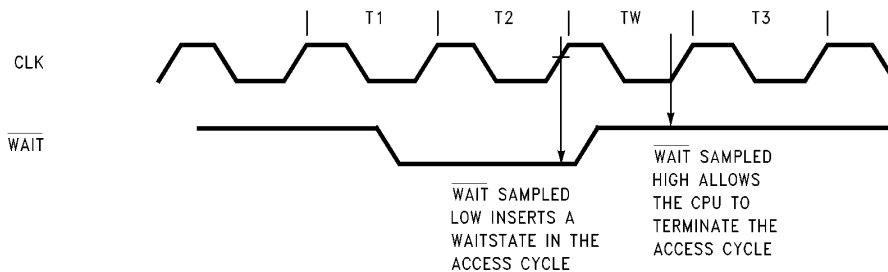 T1 T2 TW T3
CLK
WAIT
WAIT SAMPLED
LOW INSERTS A
WAITSTATE IN THE
ACCESS CYCLE
WAIT SAMPLED
HIGH ALLOWS
THE CPU TO
TERMINATE THE
ACCESS CYCLE